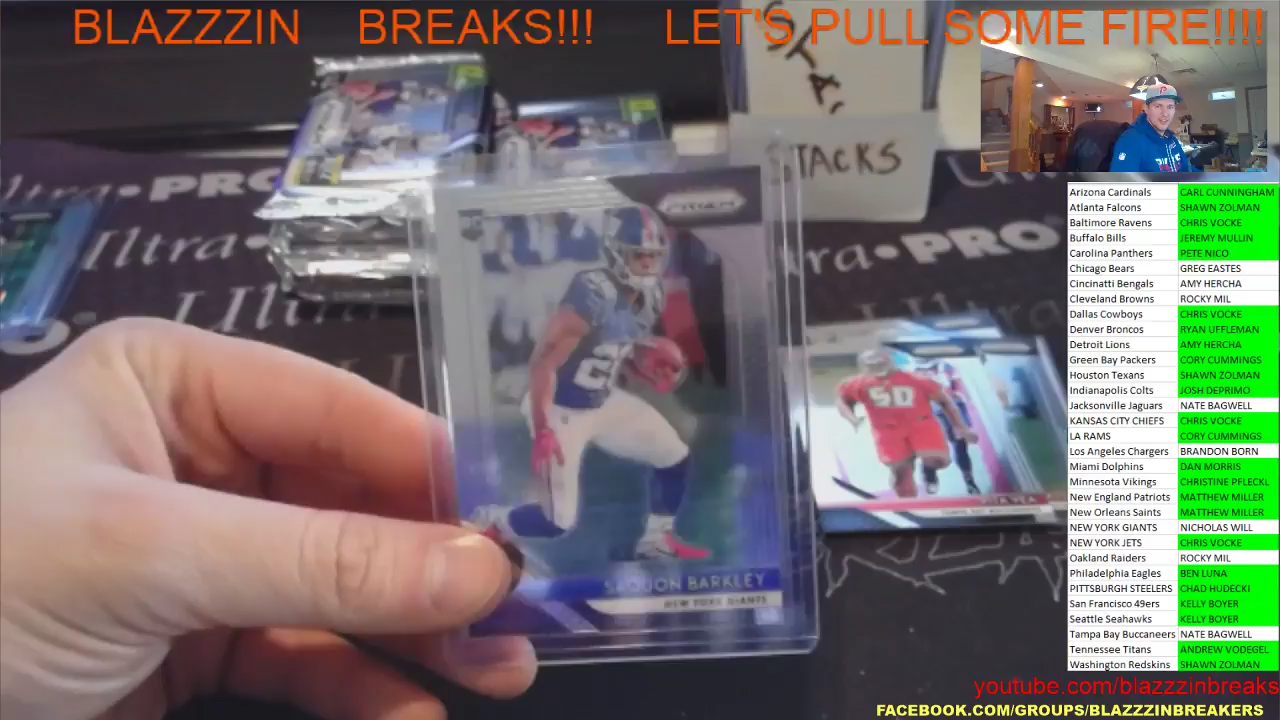 BLAZZZIN BREAKS!!! LET'S PULL SOME FIRE!!!!
STACKS
Ultra•PRO
PRIZM
50
SAQUON BARKLEY
NEW YORK GIANTS
Arizona Cardinals CARL CUNNINGHAM
Atlanta Falcons SHAWN ZOLMAN
Baltimore Ravens CHRIS VOCKE
Buffalo Bills JEREMY MULLIN
Carolina Panthers PETE NICO
Chicago Bears GREG EASTES
Cincinatti Bengals AMY HERCHA
Cleveland Browns ROCKY MIL
Dallas Cowboys CHRIS VOCKE
Denver Broncos RYAN UFFLEMAN
Detroit Lions AMY HERCHA
Green Bay Packers CORY CUMMINGS
Houston Texans SHAWN ZOLMAN
Indianapolis Colts JOSH DEPRIMO
Jacksonville Jaguars NATE BAGWELL
KANSAS CITY CHIEFS CHRIS VOCKE
LA RAMS CORY CUMMINGS
Los Angeles Chargers BRANDON BORN
Miami Dolphins DAN MORRIS
Minnesota Vikings CHRISTINE PFLECKL
New England Patriots MATTHEW MILLER
New Orleans Saints MATTHEW MILLER
NEW YORK GIANTS NICHOLAS WILL
NEW YORK JETS CHRIS VOCKE
Oakland Raiders ROCKY MIL
Philadelphia Eagles BEN LUNA
PITTSBURGH STEELERS CHAD HUDECKI
San Francisco 49ers KELLY BOYER
Seattle Seahawks KELLY BOYER
Tampa Bay Buccaneers NATE BAGWELL
Tennessee Titans ANDREW VODEGEL
Washington Redskins SHAWN ZOLMAN
youtube.com/blazzzinbreaks
FACEBOOK.COM/GROUPS/BLAZZZINBREAKERS